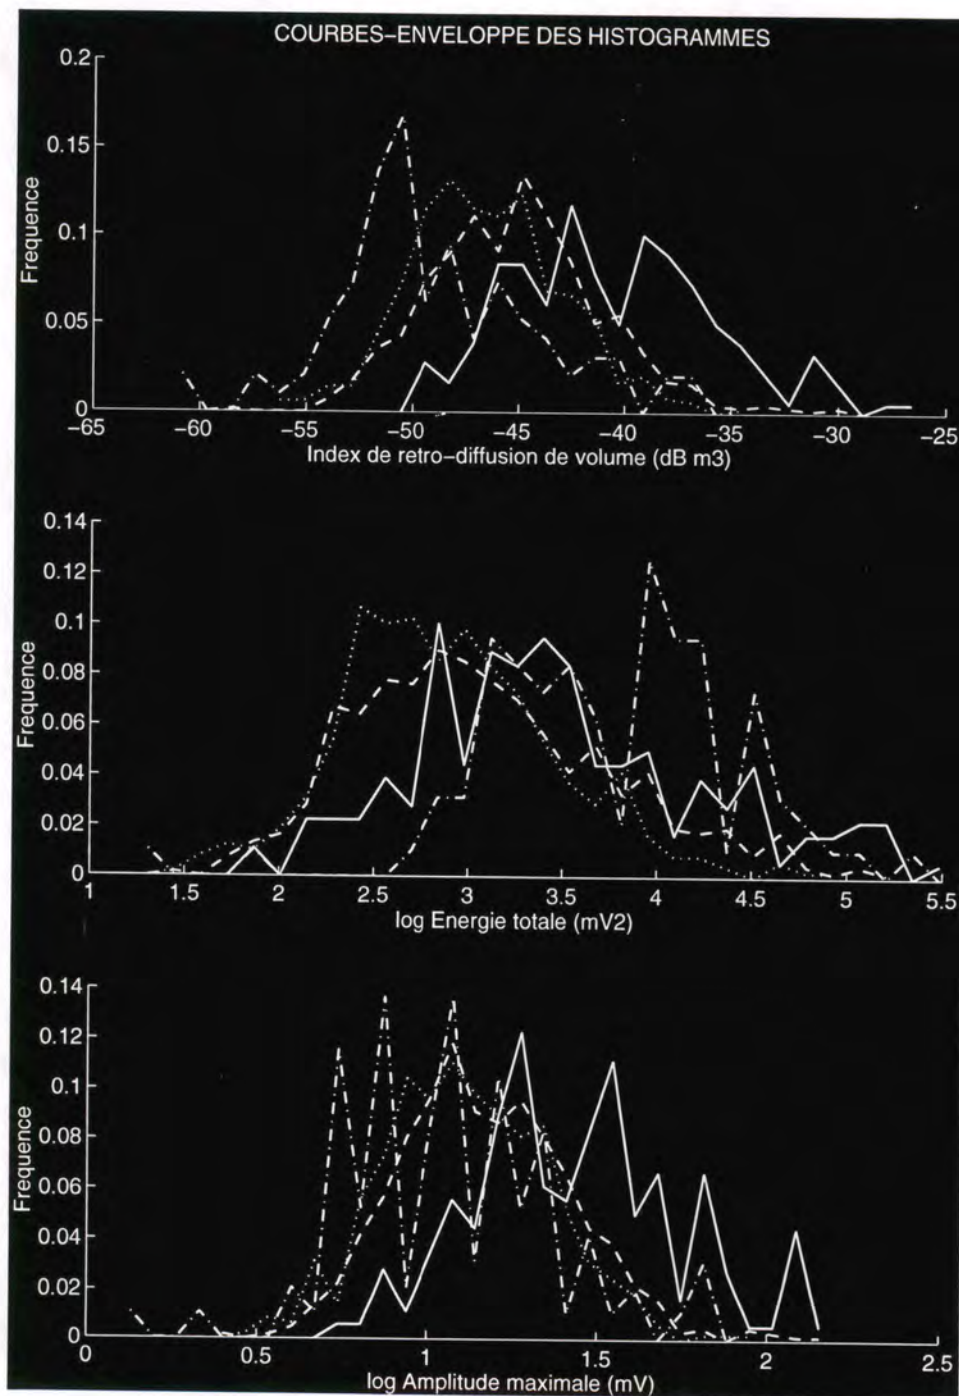 COURBES-ENVELOPPE DES HISTOGRAMMES
0.2
0.15
0.1
0.05
0
Frequence
-65 -60 -55 -50 -45 -40 -35 -30 -25
Index de retro-diffusion de volume (dB m3)
0.14
0.12
0.1
0.08
0.06
0.04
0.02
0
Frequence
1 1.5 2 2.5 3 3.5 4 4.5 5 5.5
log Energie totale (mV2)
0.14
0.12
0.1
0.08
0.06
0.04
0.02
0
Frequence
0 0.5 1 1.5 2 2.5
log Amplitude maximale (mV)